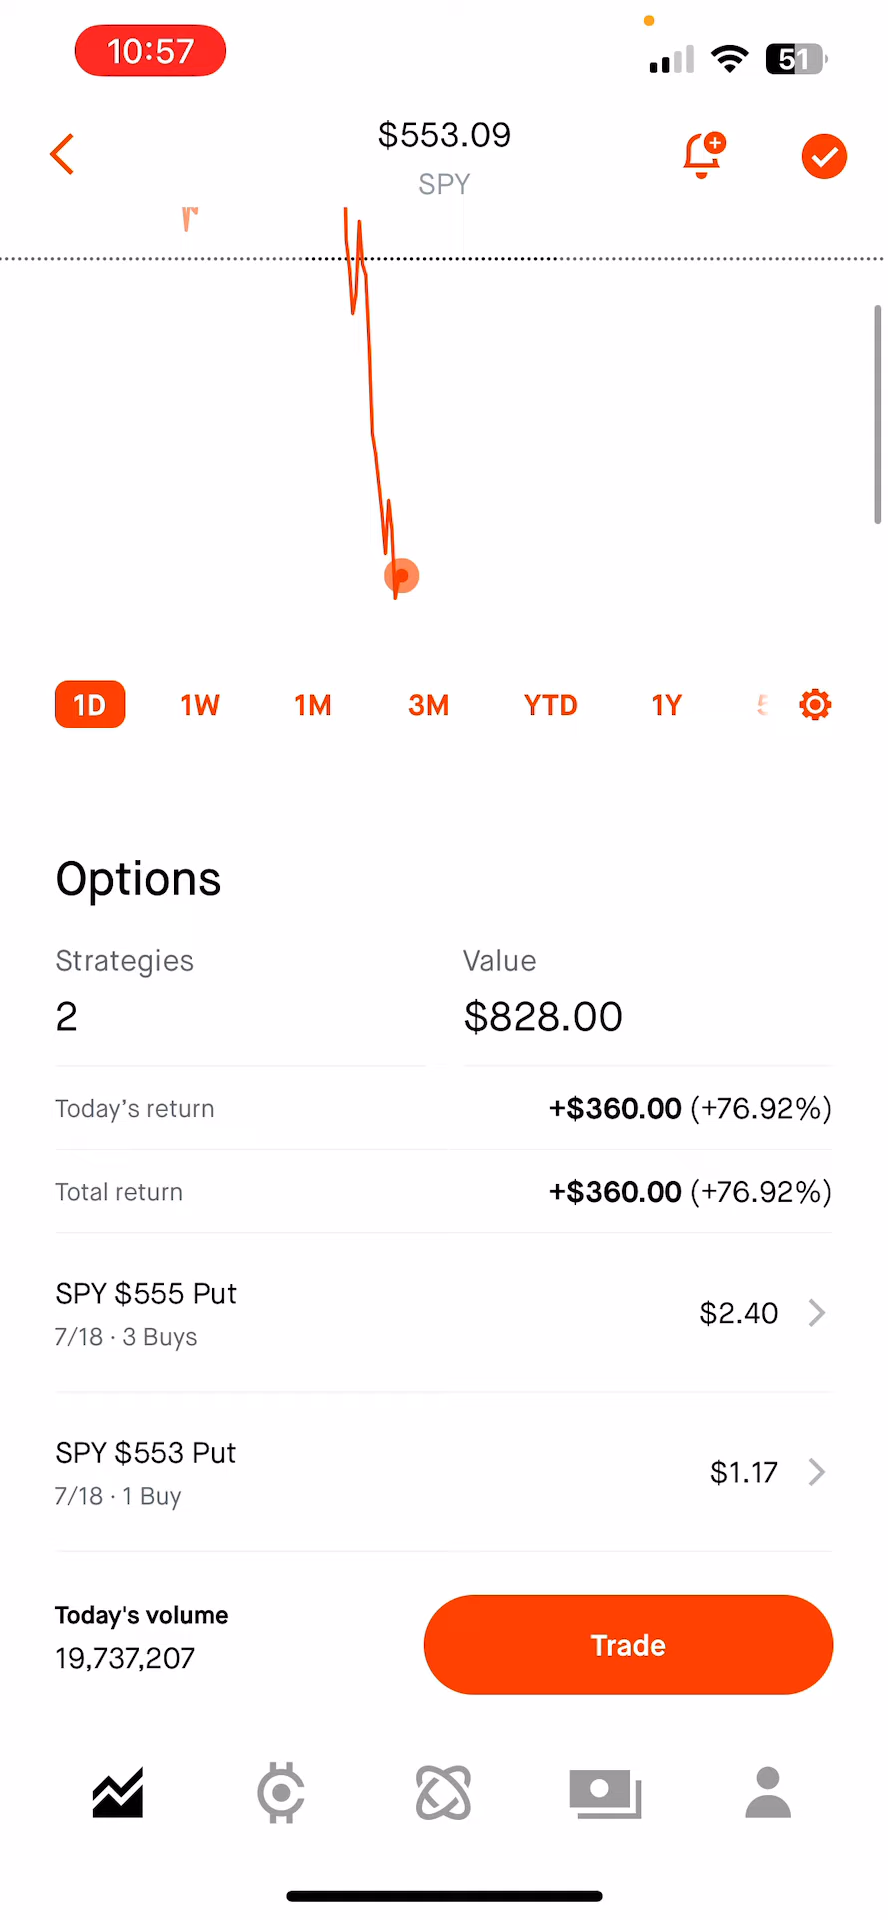 10:57
51
$553.09
SPY
1D 1W 1M 3M YTD 1Y
Options
Strategies Value
2 $828.00
Today's return +$360.00 (+76.92%)
Total return +$360.00 (+76.92%)
SPY $555 Put
$2.40
7/18 · 3 Buys
SPY $553 Put
$1.17
7/18 · 1 Buy
Today's volume
19,737,207
Trade